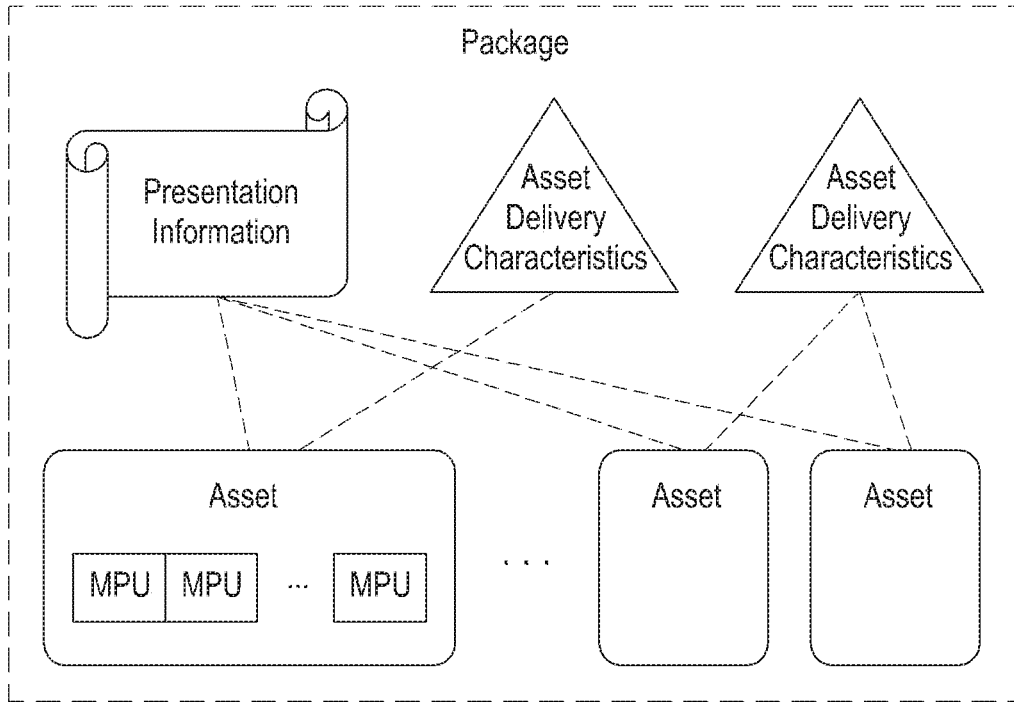 Package
Presentation
Information
Asset
Delivery
Characteristics
Asset
Delivery
Characteristics
Asset
MPU MPU ... MPU
. . .
Asset
Asset